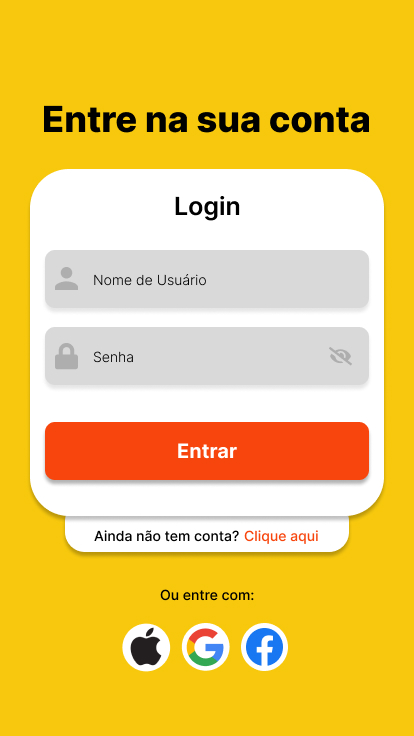 Entre na sua conta
Login
Nome de Usuário
Senha
Entrar
Ainda não tem conta? Clique aqui
Ou entre com: